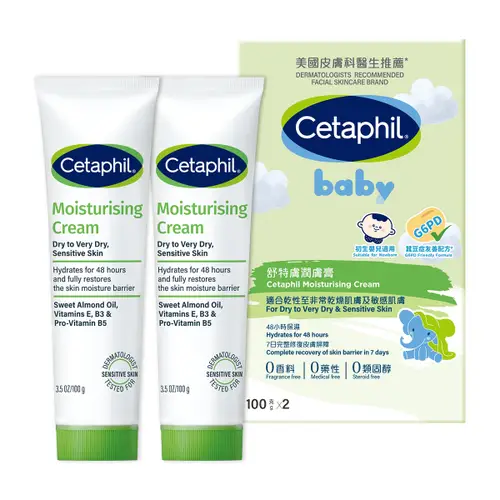 Cetaphil®
Moisturising
Cream
Dry to Very Dry,
Sensitive Skin
Hydrates for 48 hours
and fully restores
the skin moisture barrier
Sweet Almond Oil,
Vitamins E, B3 &
Pro-Vitamin B5
DERMATOLOGIST
SENSITIVE SKIN
TESTED FOR
3.5 OZ/100 g
Cetaphil®
Moisturising
Cream
Dry to Very Dry,
Sensitive Skin
Hydrates for 48 hours
and fully restores
the skin moisture barrier
Sweet Almond Oil,
Vitamins E, B3 &
Pro-Vitamin B5
DERMATOLOGIST
SENSITIVE SKIN
TESTED FOR
3.5 OZ/100 g
美國皮膚科醫生推薦*
DERMATOLOGISTS RECOMMENDED
FACIAL SKINCARE BRAND*
Cetaphil®
baby
G6PD
初生嬰兒適用
Suitable for Newborn
蠶豆症友善配方^
G6PD Friendly Formula
舒特膚潤膚膏
Cetaphil Moisturising Cream
適合乾性至非常乾燥肌膚及敏感肌膚
For Dry to Very Dry & Sensitive Skin
48小時保濕
Hydrates for 48 hours
7日完整修復皮膚屏障
Complete recovery of skin barrier in 7 days
0香料
Fragrance free
0藥性
Medical free
0類固醇
Steroid free
100克/g x2